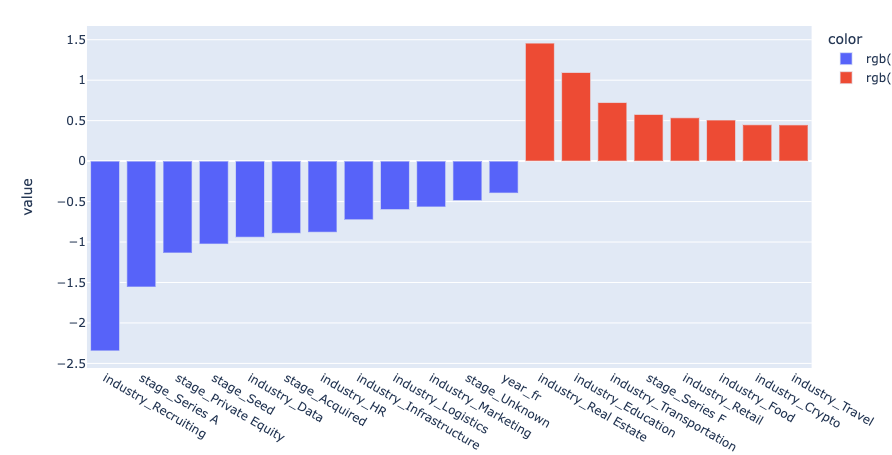 color
rgb(
rgb(
value
1.5
1
0.5
0
−0.5
−1
−1.5
−2
−2.5
industry_Recruiting
stage_Series A
stage_Private Equity
stage_Seed
industry_Data
stage_Acquired
industry_HR
industry_Infrastructure
industry_Logistics
industry_Marketing
stage_Unknown
year_fr
industry_Real Estate
industry_Education
industry_Transportation
stage_Series F
industry_Retail
industry_Food
industry_Crypto
industry_Travel